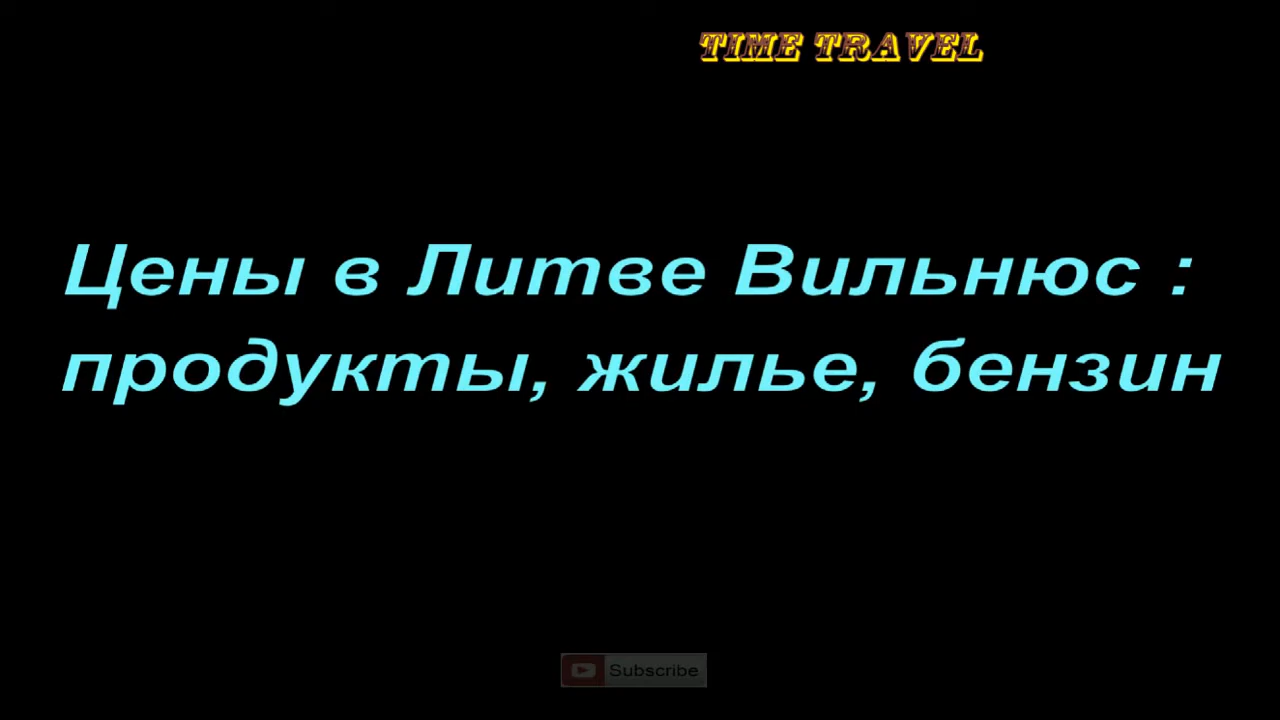 TIME TRAVEL
Цены в Литве Вильнюс :
продукты, жилье, бензин
Subscribe